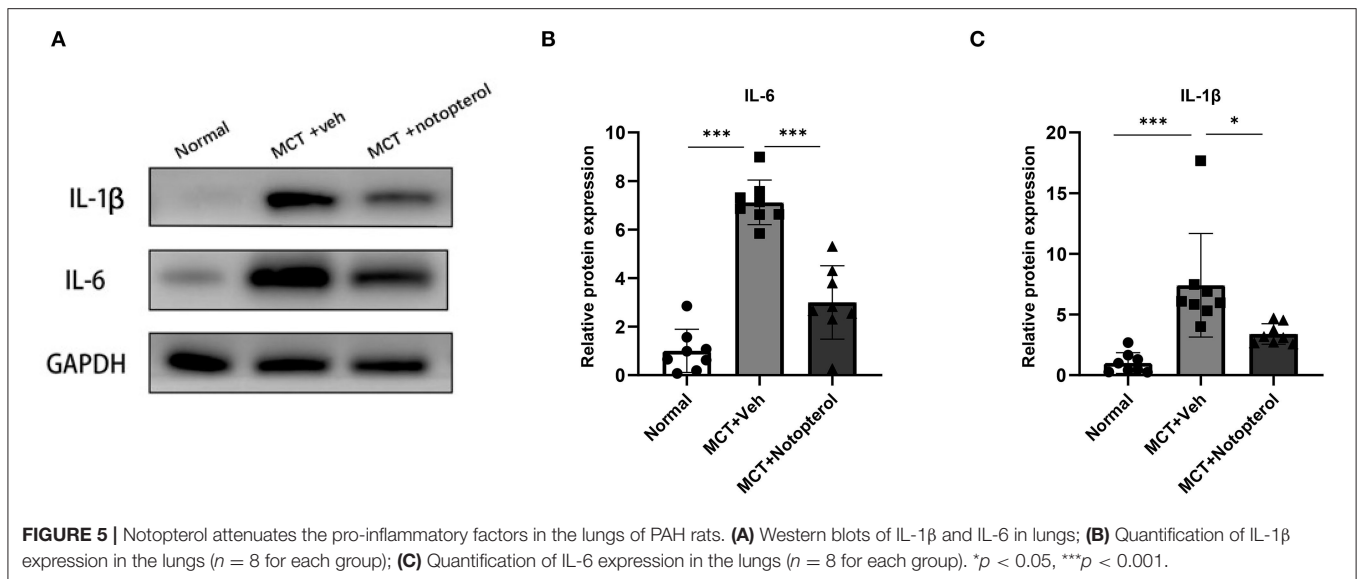 A
Normal
MCT +veh
MCT +notopterol
IL-1β
IL-6
GAPDH
B
IL-6
*** ***
Relative protein expression
10
8
6
4
2
0
Normal
MCT+Veh
MCT+Notopterol
C
IL-1β
*** *
Relative protein expression
20
15
10
5
0
Normal
MCT+Veh
MCT+Notopterol
FIGURE 5 | Notopterol attenuates the pro-inflammatory factors in the lungs of PAH rats. (A) Western blots of IL-1β and IL-6 in lungs; (B) Quantification of IL-1β
expression in the lungs (n = 8 for each group); (C) Quantification of IL-6 expression in the lungs (n = 8 for each group). *p < 0.05, ***p < 0.001.